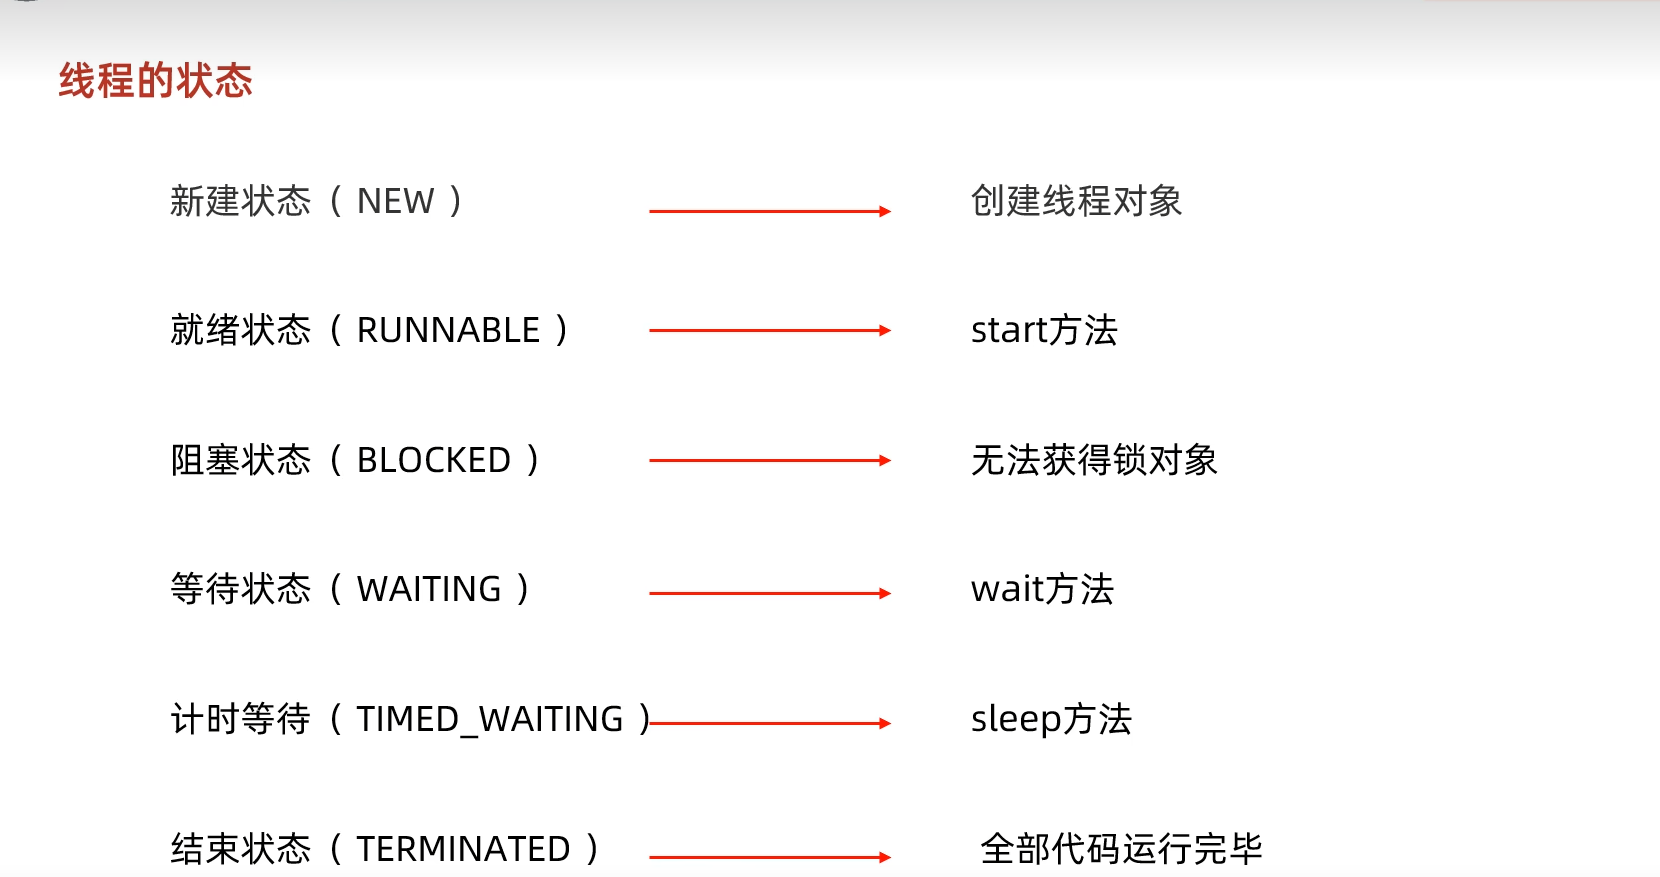 线程的状态
新建状态（ NEW ） 创建线程对象
就绪状态（ RUNNABLE ） start方法
阻塞状态（ BLOCKED ） 无法获得锁对象
等待状态（ WAITING ） wait方法
计时等待（ TIMED_WAITING ） sleep方法
结束状态（ TERMINATED ） 全部代码运行完毕